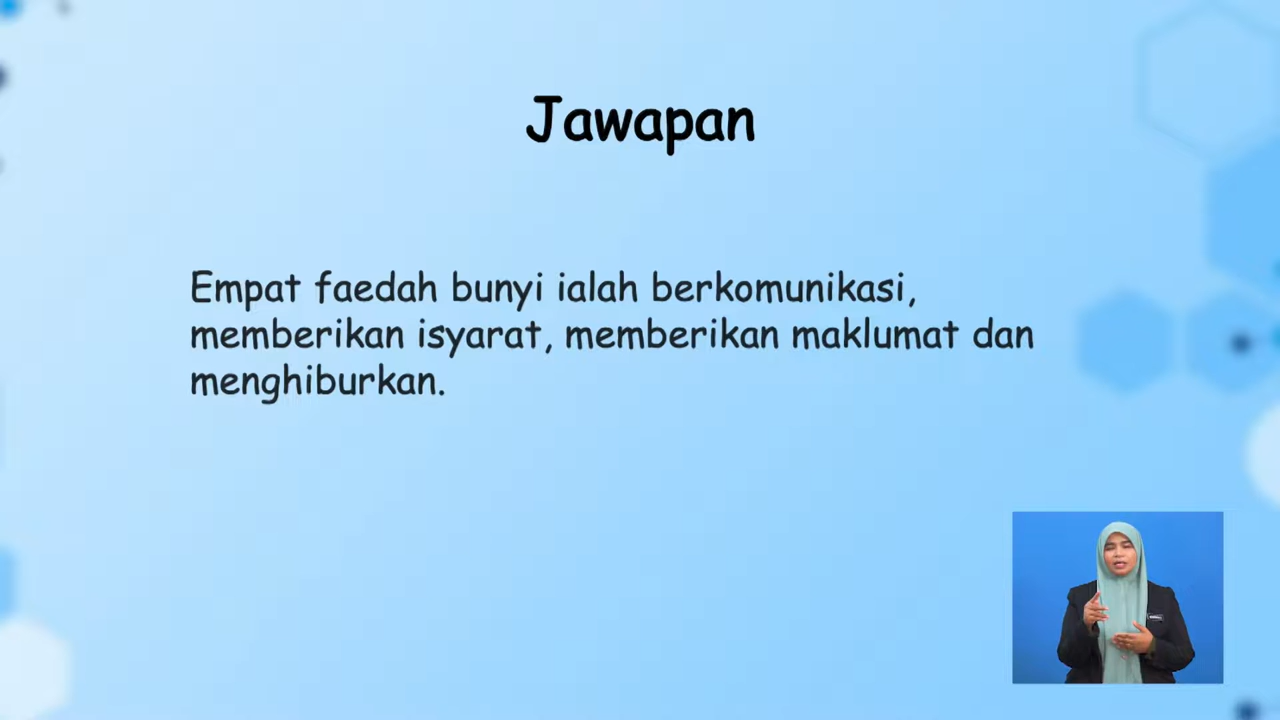 Jawapan
Empat faedah bunyi ialah berkomunikasi,
memberikan isyarat, memberikan maklumat dan
menghiburkan.